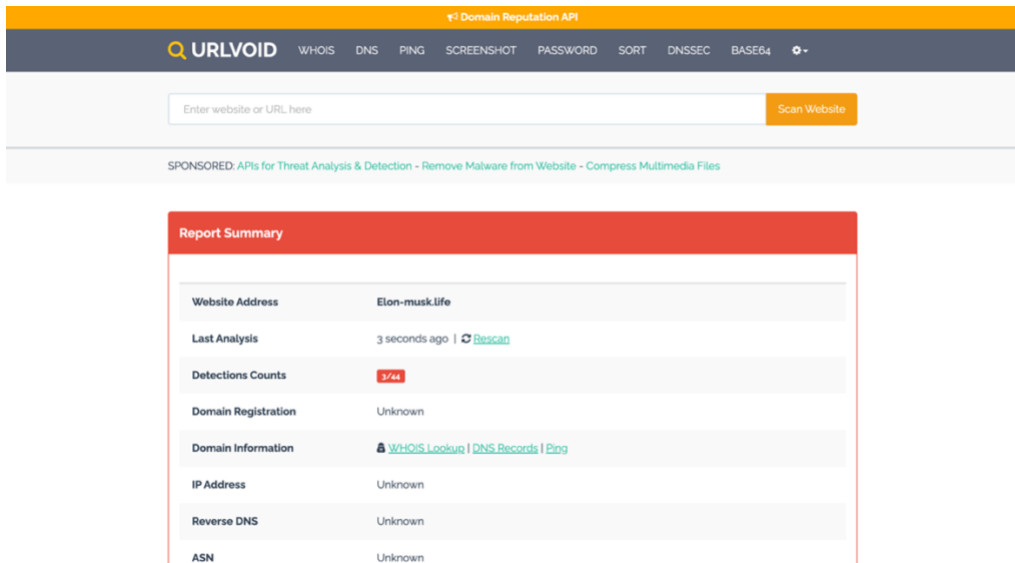 Domain Reputation API
URLVOID WHOIS DNS PING SCREENSHOT PASSWORD SORT DNSSEC BASE64
Enter website or URL here Scan Website
SPONSORED: APIs for Threat Analysis & Detection - Remove Malware from Website - Compress Multimedia Files
Report Summary
Website Address Elon-musk.life
Last Analysis 3 seconds ago | Rescan
Detections Counts 3/44
Domain Registration Unknown
Domain Information WHOIS Lookup | DNS Records | Ping
IP Address Unknown
Reverse DNS Unknown
ASN Unknown